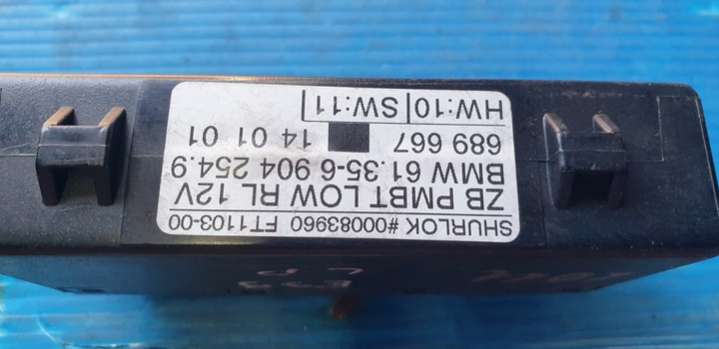 SHURLOK #00083960 FT1103-00
ZB PMBT LOW RL 12V
BMW 61.35-6 904 254.9
689 667 14 01 01
HW:10 SW:11